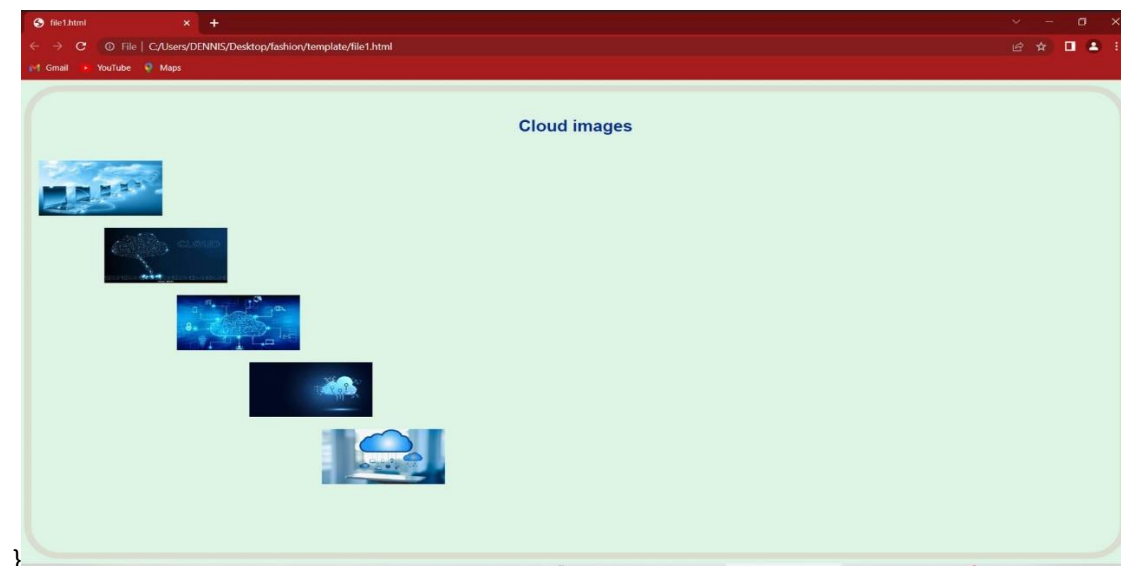 file1.html
File | C:/Users/DENNIS/Desktop/fashion/template/file1.html
Gmail YouTube Maps
Cloud images
CLOUD
}